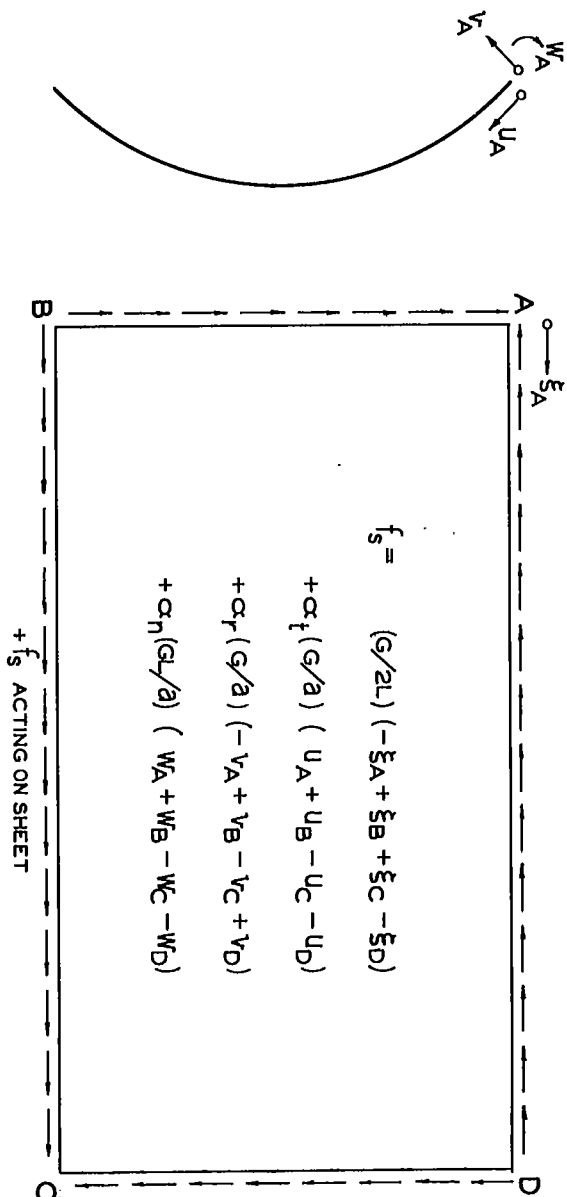 W_A
ξ_A
A
D
U_A
v_A
f_s = (G/2L) (-ξ_A + ξ_B + ξ_C - ξ_D)
+α_t (G/a) ( U_A + U_B - U_C - U_D)
+α_r (G/a) (-v_A + v_B - v_C + v_D)
+α_n (GL/a) ( W_A + W_B - W_C - W_D)
B
C
+ f_s ACTING ON SHEET